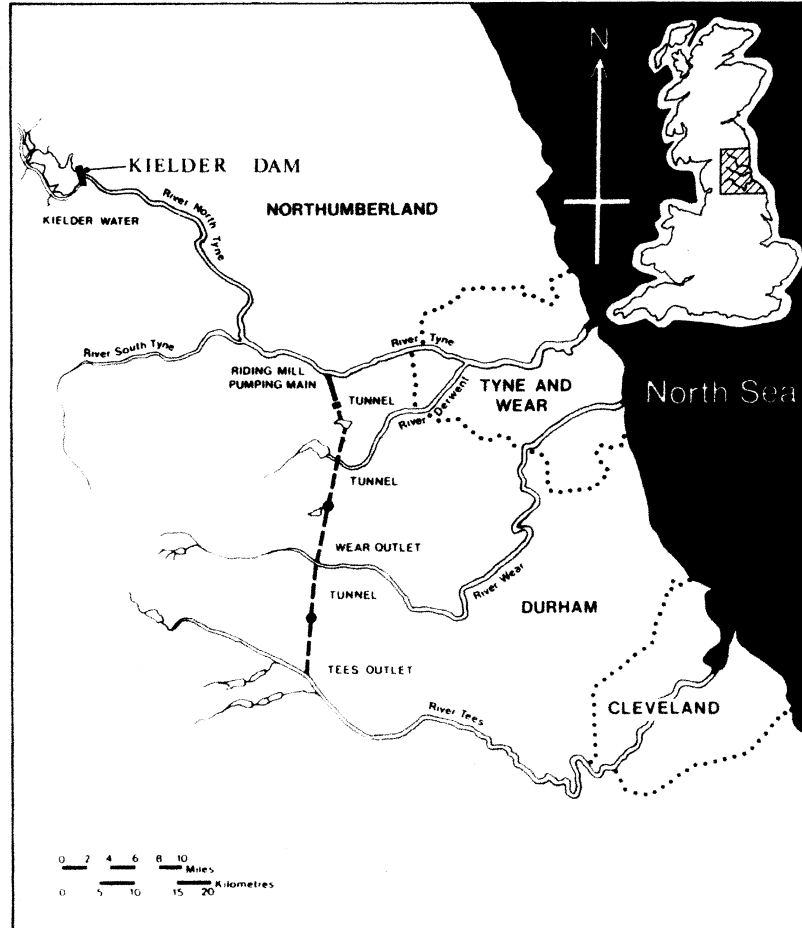 N
KIELDER DAM
KIELDER WATER
River North Tyne
NORTHUMBERLAND
River South Tyne
RIDING MILL
PUMPING MAIN
River Tyne
TUNNEL
River Derwent
TYNE AND
WEAR
North Sea
TUNNEL
WEAR OUTLET
River Wear
TUNNEL
DURHAM
TEES OUTLET
River Tees
CLEVELAND
0 2 4 6 8 10
Miles
Kilometres
0 5 10 15 20